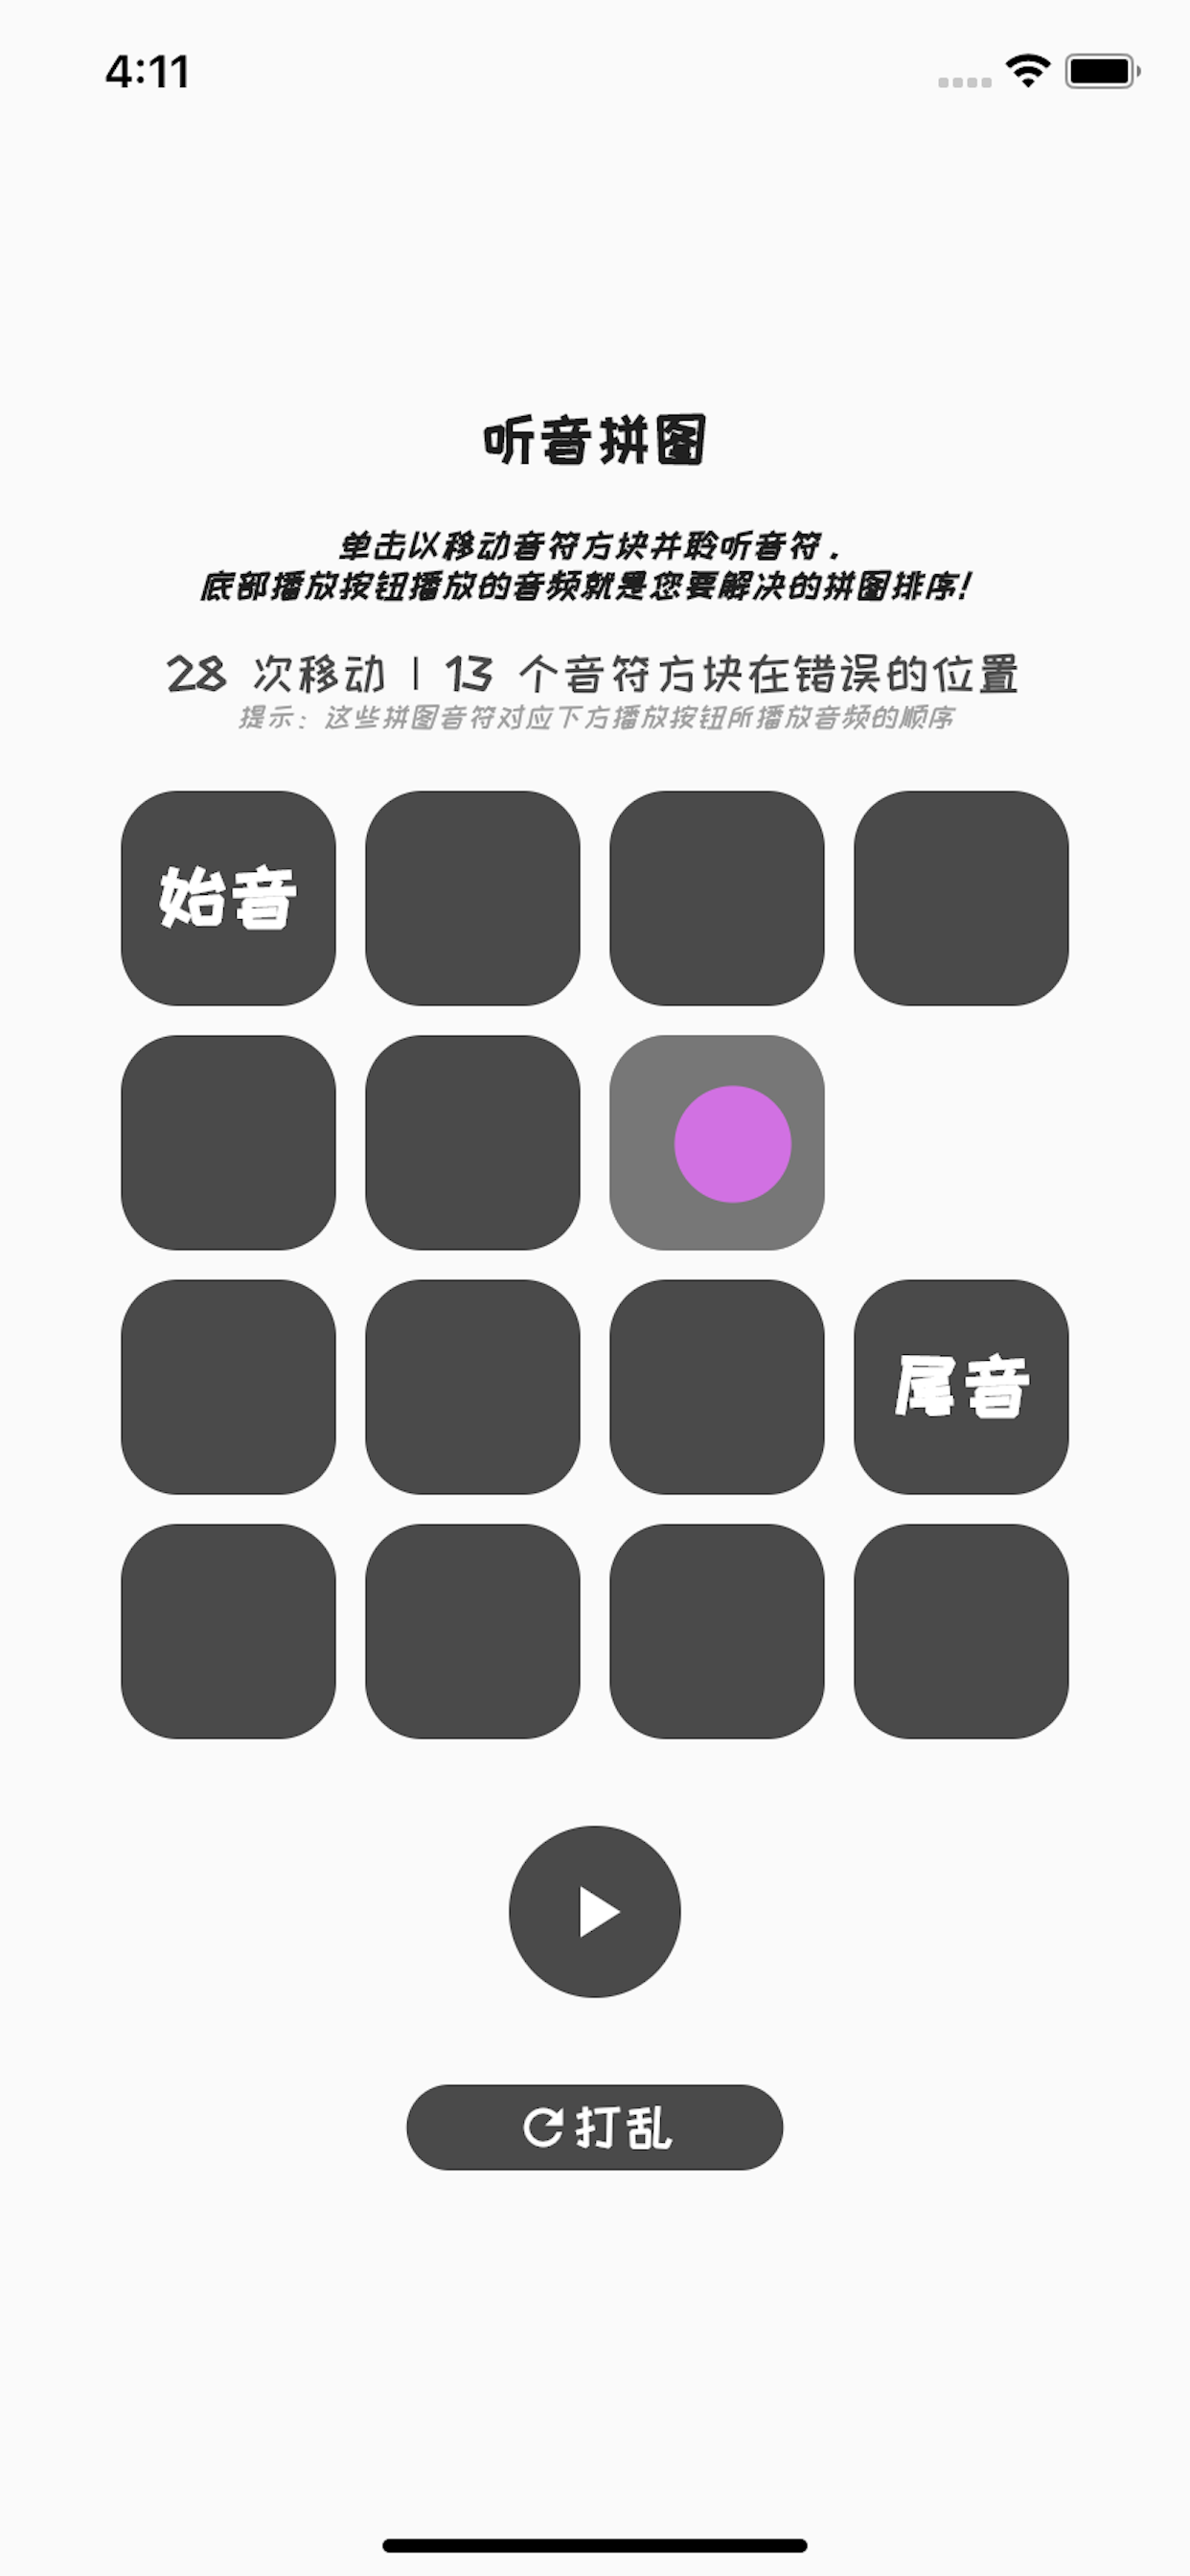 4:11
听音拼图
单击以移动音符方块并聆听音符.
底部播放按钮播放的音频就是您要解决的拼图排序!
28 次移动 | 13 个音符方块在错误的位置
提示: 这些拼图音符对应下方播放按钮所播放音频的顺序
始音
尾音
打乱